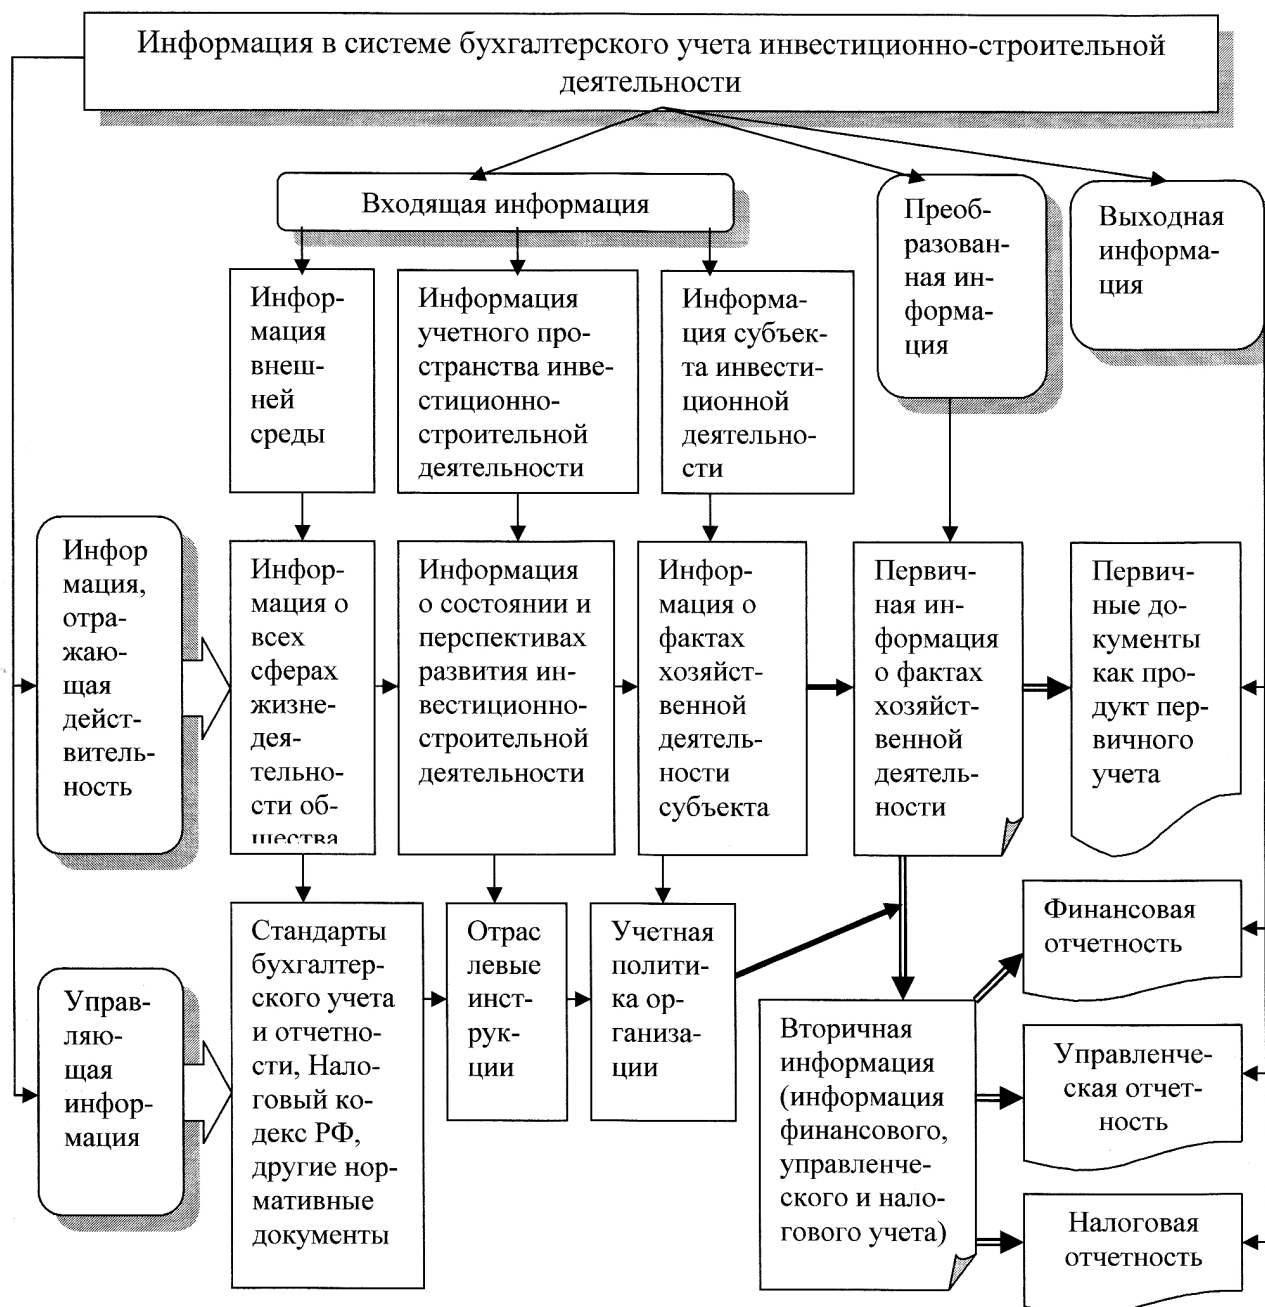 Информация в системе бухгалтерского учета инвестиционно-строительной
деятельности
Входящая информация
Преоб-
разован-
ная ин-
форма-
ция
Выходная
информа-
ция
Инфор-
мация
внеш-
ней
среды
Информация
учетного про-
странства инве-
стиционно-
строительной
деятельности
Информа-
ция субъек-
та инвести-
ционной
деятельно-
сти
Инфор
мация,
отра-
жаю-
щая
дейст-
витель-
ность
Инфор-
мация о
всех
сферах
жизне-
дея-
тельно-
сти об-
щества
Информация
о состоянии и
перспективах
развития ин-
вестиционно-
строительной
деятельности
Инфор-
мация о
фактах
хозяйст-
венной
деятель-
ности
субъекта
Первич-
ная ин-
формация
о фактах
хозяйст-
венной
деятель-
ности
Первич-
ные до-
кументы
как про-
дукт пер-
вичного
учета
Управ-
ляю-
щая
инфор-
мация
Стандарты
бухгалтер-
ского учета
и отчетно-
сти, Нало-
говый ко-
декс РФ,
другие нор-
мативные
документы
Отрас
левые
инст-
рук-
ции
Учетная
полити-
ка ор-
ганиза-
ции
Вторичная
информация
(информация
финансового,
управленче-
ского и нало-
гового учета)
Финансовая
отчетность
Управленче-
ская отчет-
ность
Налоговая
отчетность